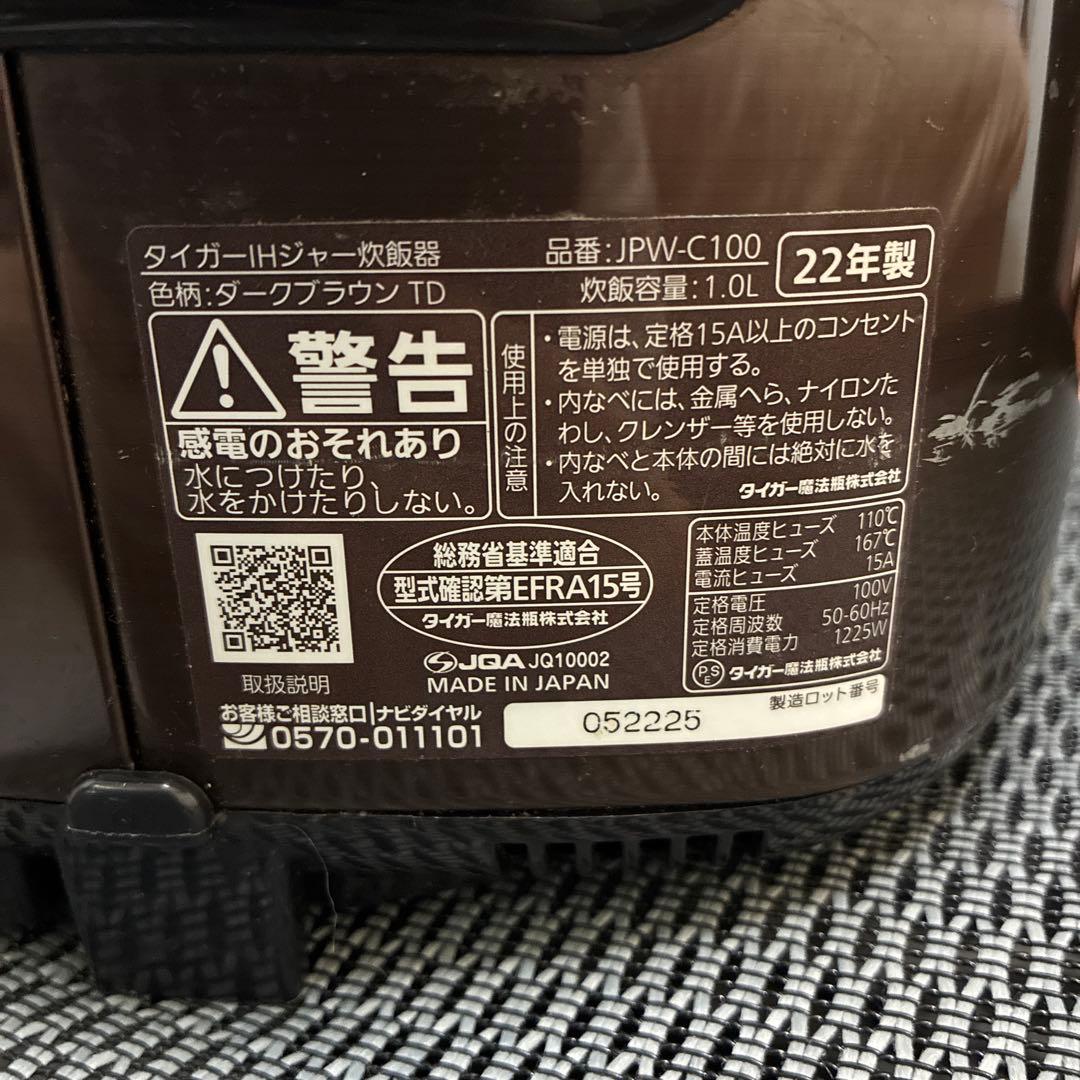 タイガーIHジャー炊飯器
品番:JPW-C100
22年製
色柄:ダークブラウン TD
炊飯容量:1.0L
警告
感電のおそれあり
水につけたり、
水をかけたりしない。
使用上の注意
・電源は、定格15A以上のコンセント
を単独で使用する。
・内なべには、金属へら、ナイロンた
わし、クレンザー等を使用しない。
・内なべと本体の間には絶対に水を
入れない。
タイガー魔法瓶株式会社
取扱説明
総務省基準適合
型式確認第EFRA15号
タイガー魔法瓶株式会社
JQA JQ10002
MADE IN JAPAN
本体温度ヒューズ 110℃
蓋温度ヒューズ 167℃
電流ヒューズ 15A
定格電圧 100V
定格周波数 50-60Hz
定格消費電力 1225W
PSE タイガー魔法瓶株式会社
お客様ご相談窓口|ナビダイヤル
0570-011101
製造ロット番号
052225